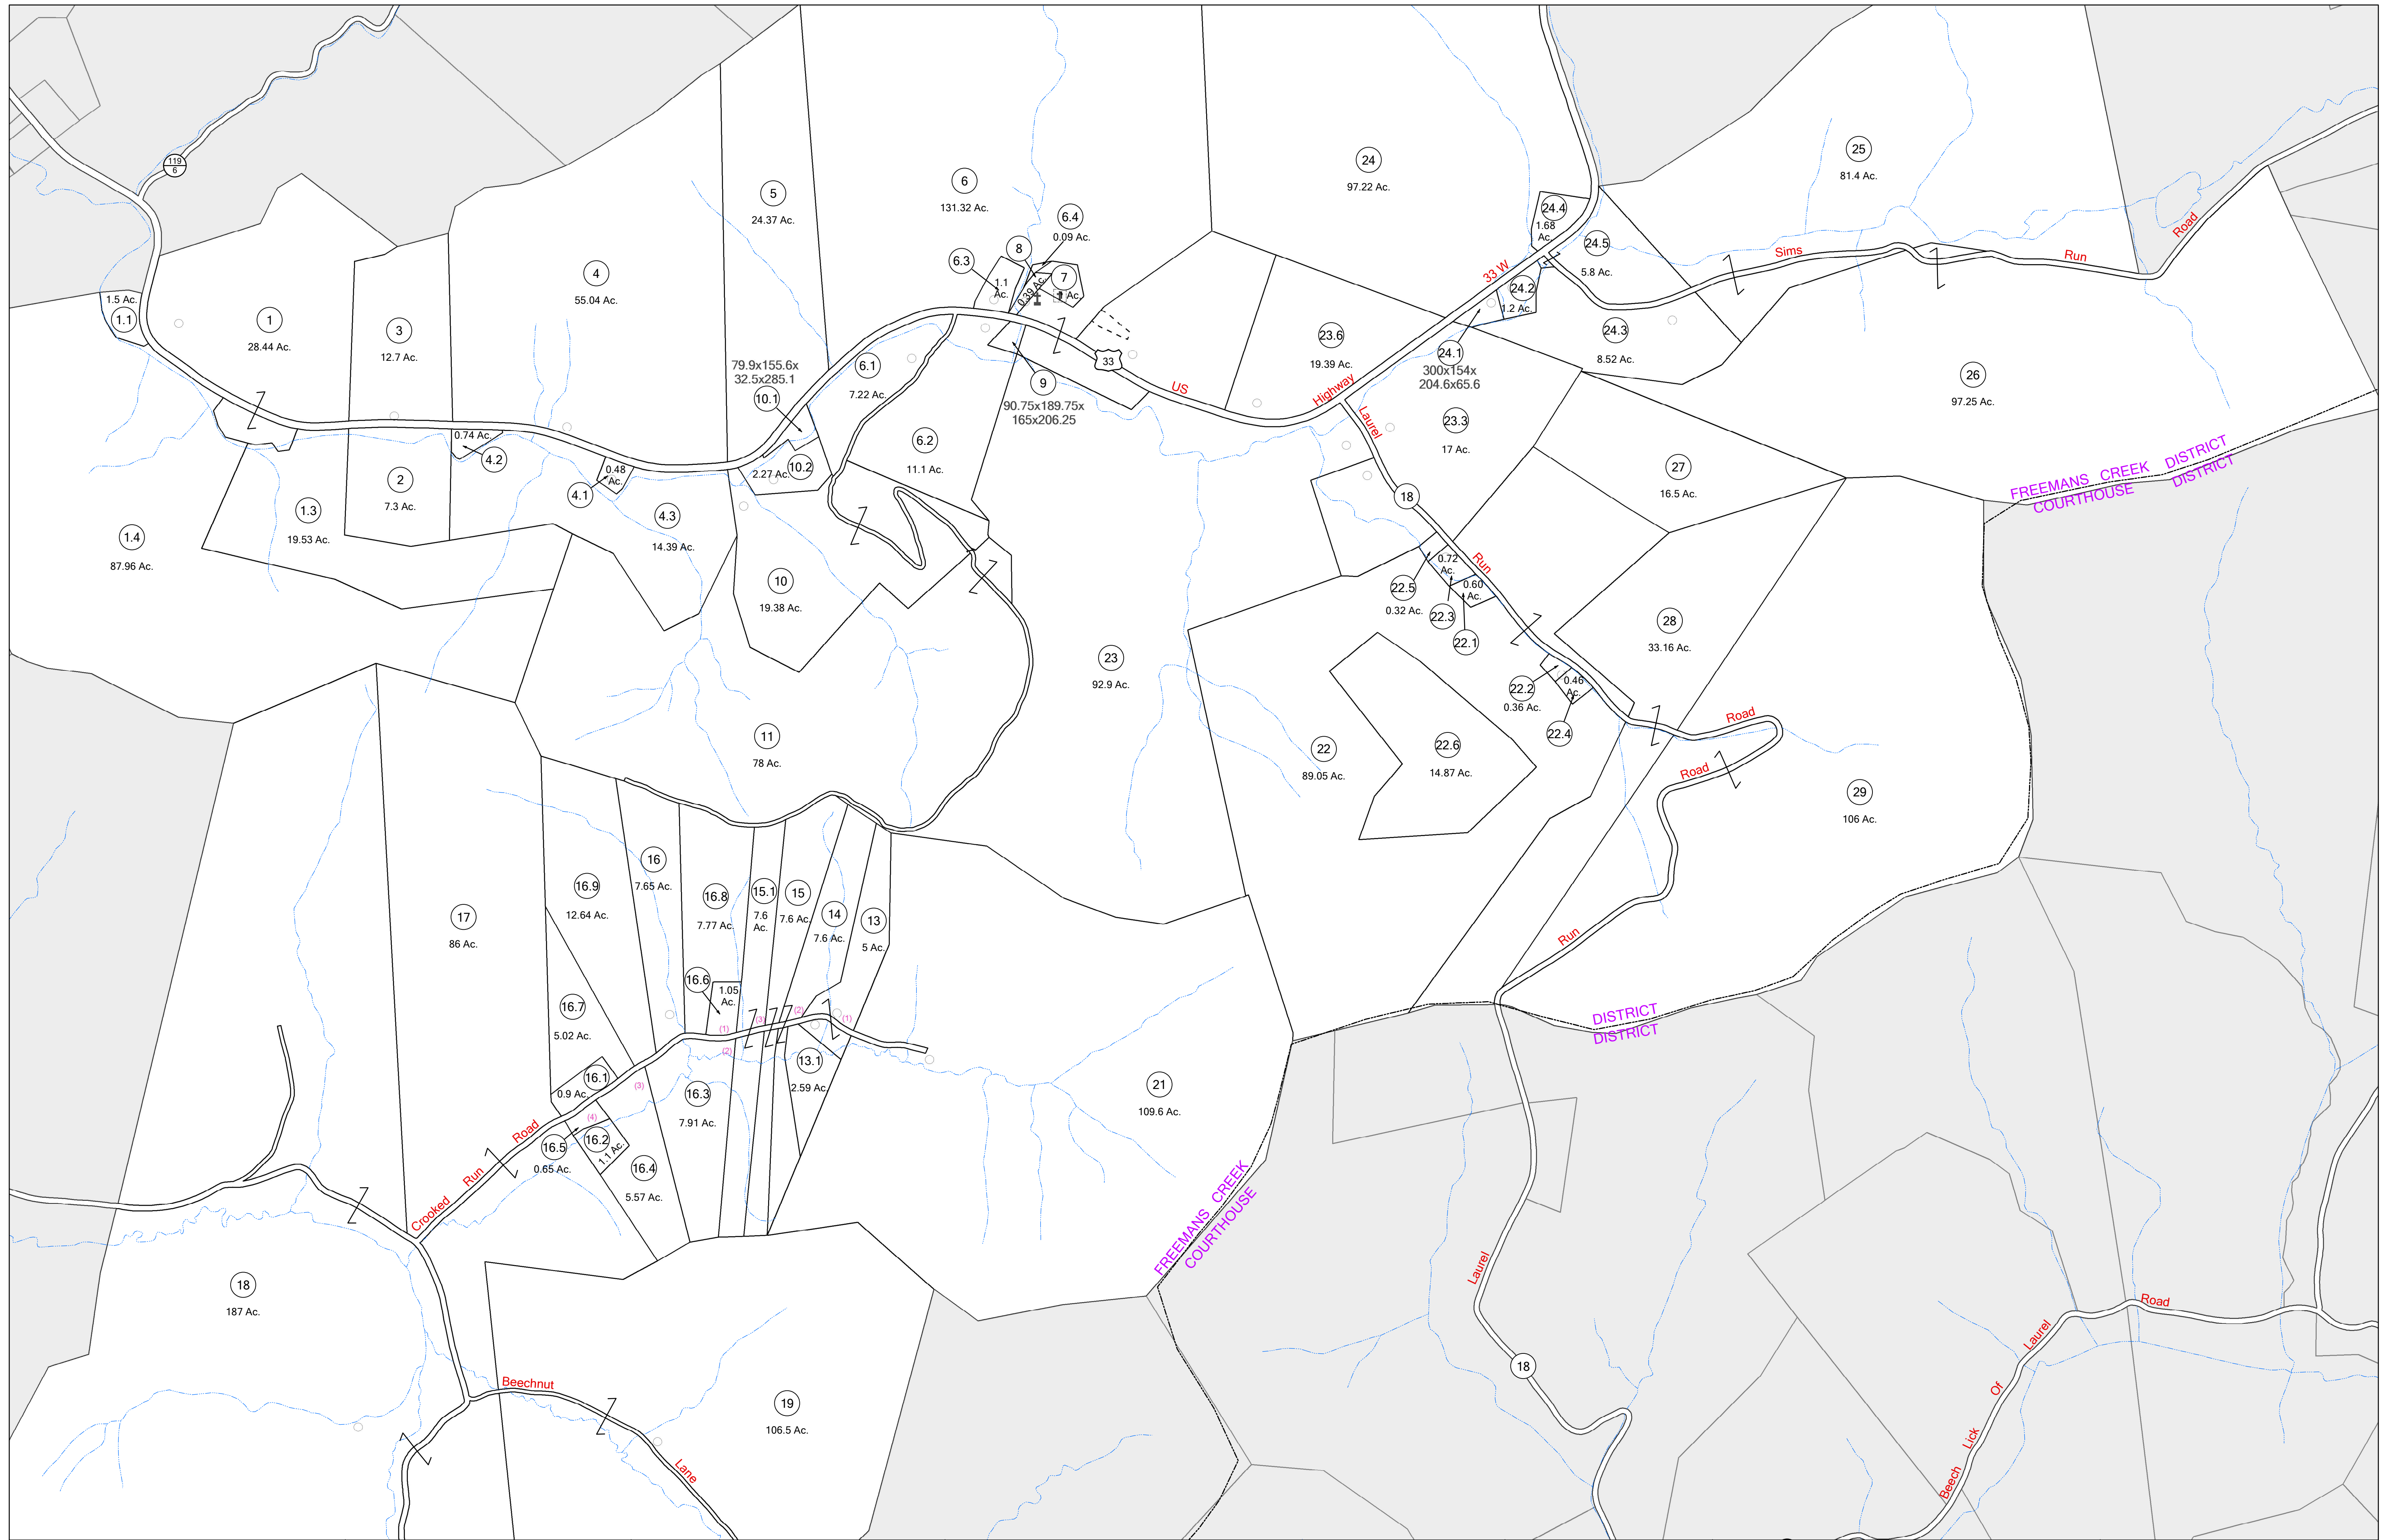 119
6
1.5 Ac.
1.1
1
28.44 Ac.
3
12.7 Ac.
4
55.04 Ac.
5
24.37 Ac.
6
131.32 Ac.
6.4
0.09 Ac.
8
6.3
1.1
Ac.
0.39 Ac.
7
24
97.22 Ac.
24.4
1.68
Ac.
24.5
5.8 Ac.
25
81.4 Ac.
33 W
Sims
Run
Road
24.2
1.2 Ac.
24.3
8.52 Ac.
24.1
300x154x
204.6x65.6
23.6
19.39 Ac.
33
US
Highway
26
97.25 Ac.
79.9x155.6x
32.5x285.1
10.1
6.1
7.22 Ac.
9
90.75x189.75x
165x206.25
6.2
11.1 Ac.
2.27 Ac.
10.2
0.74 Ac.
4.2
0.48
Ac.
4.1
2
7.3 Ac.
1.3
19.53 Ac.
1.4
87.96 Ac.
4.3
14.39 Ac.
10
19.38 Ac.
Laurel
18
Run
23.3
17 Ac.
27
16.5 Ac.
FREEMANS CREEK DISTRICT
COURTHOUSE DISTRICT
0.72
Ac.
0.60
Ac.
22.5
0.32 Ac.
22.3
22.1
28
33.16 Ac.
22.2
0.36 Ac.
0.46
Ac.
22.4
Road
Road
23
92.9 Ac.
11
78 Ac.
22
89.05 Ac.
22.6
14.87 Ac.
29
106 Ac.
17
86 Ac.
16.9
12.64 Ac.
16
7.65 Ac.
16.8
7.77 Ac.
15.1
7.6
Ac.
15
7.6 Ac.
14
7.6 Ac.
13
5 Ac.
Run
16.6
1.05
Ac.
16.7
5.02 Ac.
(1)
(3)
(2)
(1)
(2)
(3)
(4)
13.1
2.59 Ac.
16.1
0.9 Ac.
16.3
7.91 Ac.
16.2
1.1 Ac.
16.5
0.65 Ac.
16.4
5.57 Ac.
Crooked Run Road
21
109.6 Ac.
DISTRICT
DISTRICT
FREEMANS CREEK
COURTHOUSE
18
187 Ac.
Beechnut
Lane
19
106.5 Ac.
Laurel
18
Beech Lick Of Laurel Road